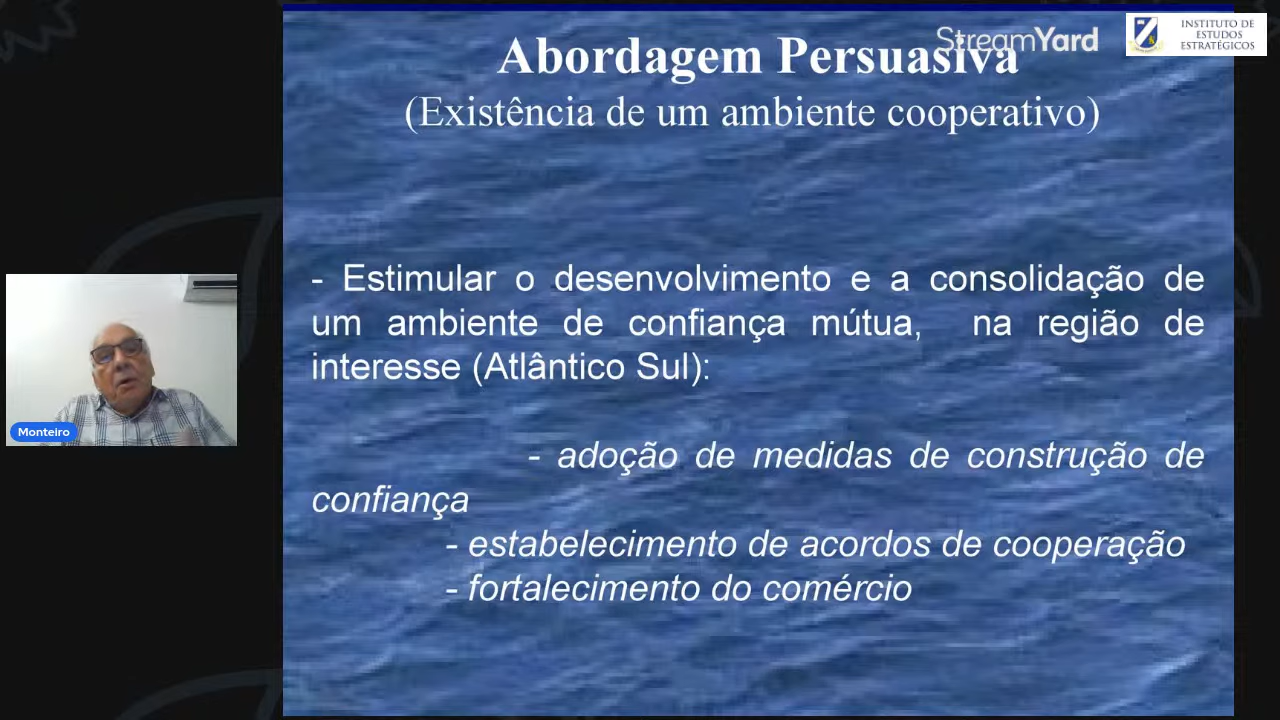 StreamYard
INSTITUTO DE
ESTUDOS
ESTRATÉGICOS
Abordagem Persuasiva
(Existência de um ambiente cooperativo)
- Estimular o desenvolvimento e a consolidação de
um ambiente de confiança mútua, na região de
interesse (Atlântico Sul):
- adoção de medidas de construção de
confiança
- estabelecimento de acordos de cooperação
- fortalecimento do comércio
Monteiro